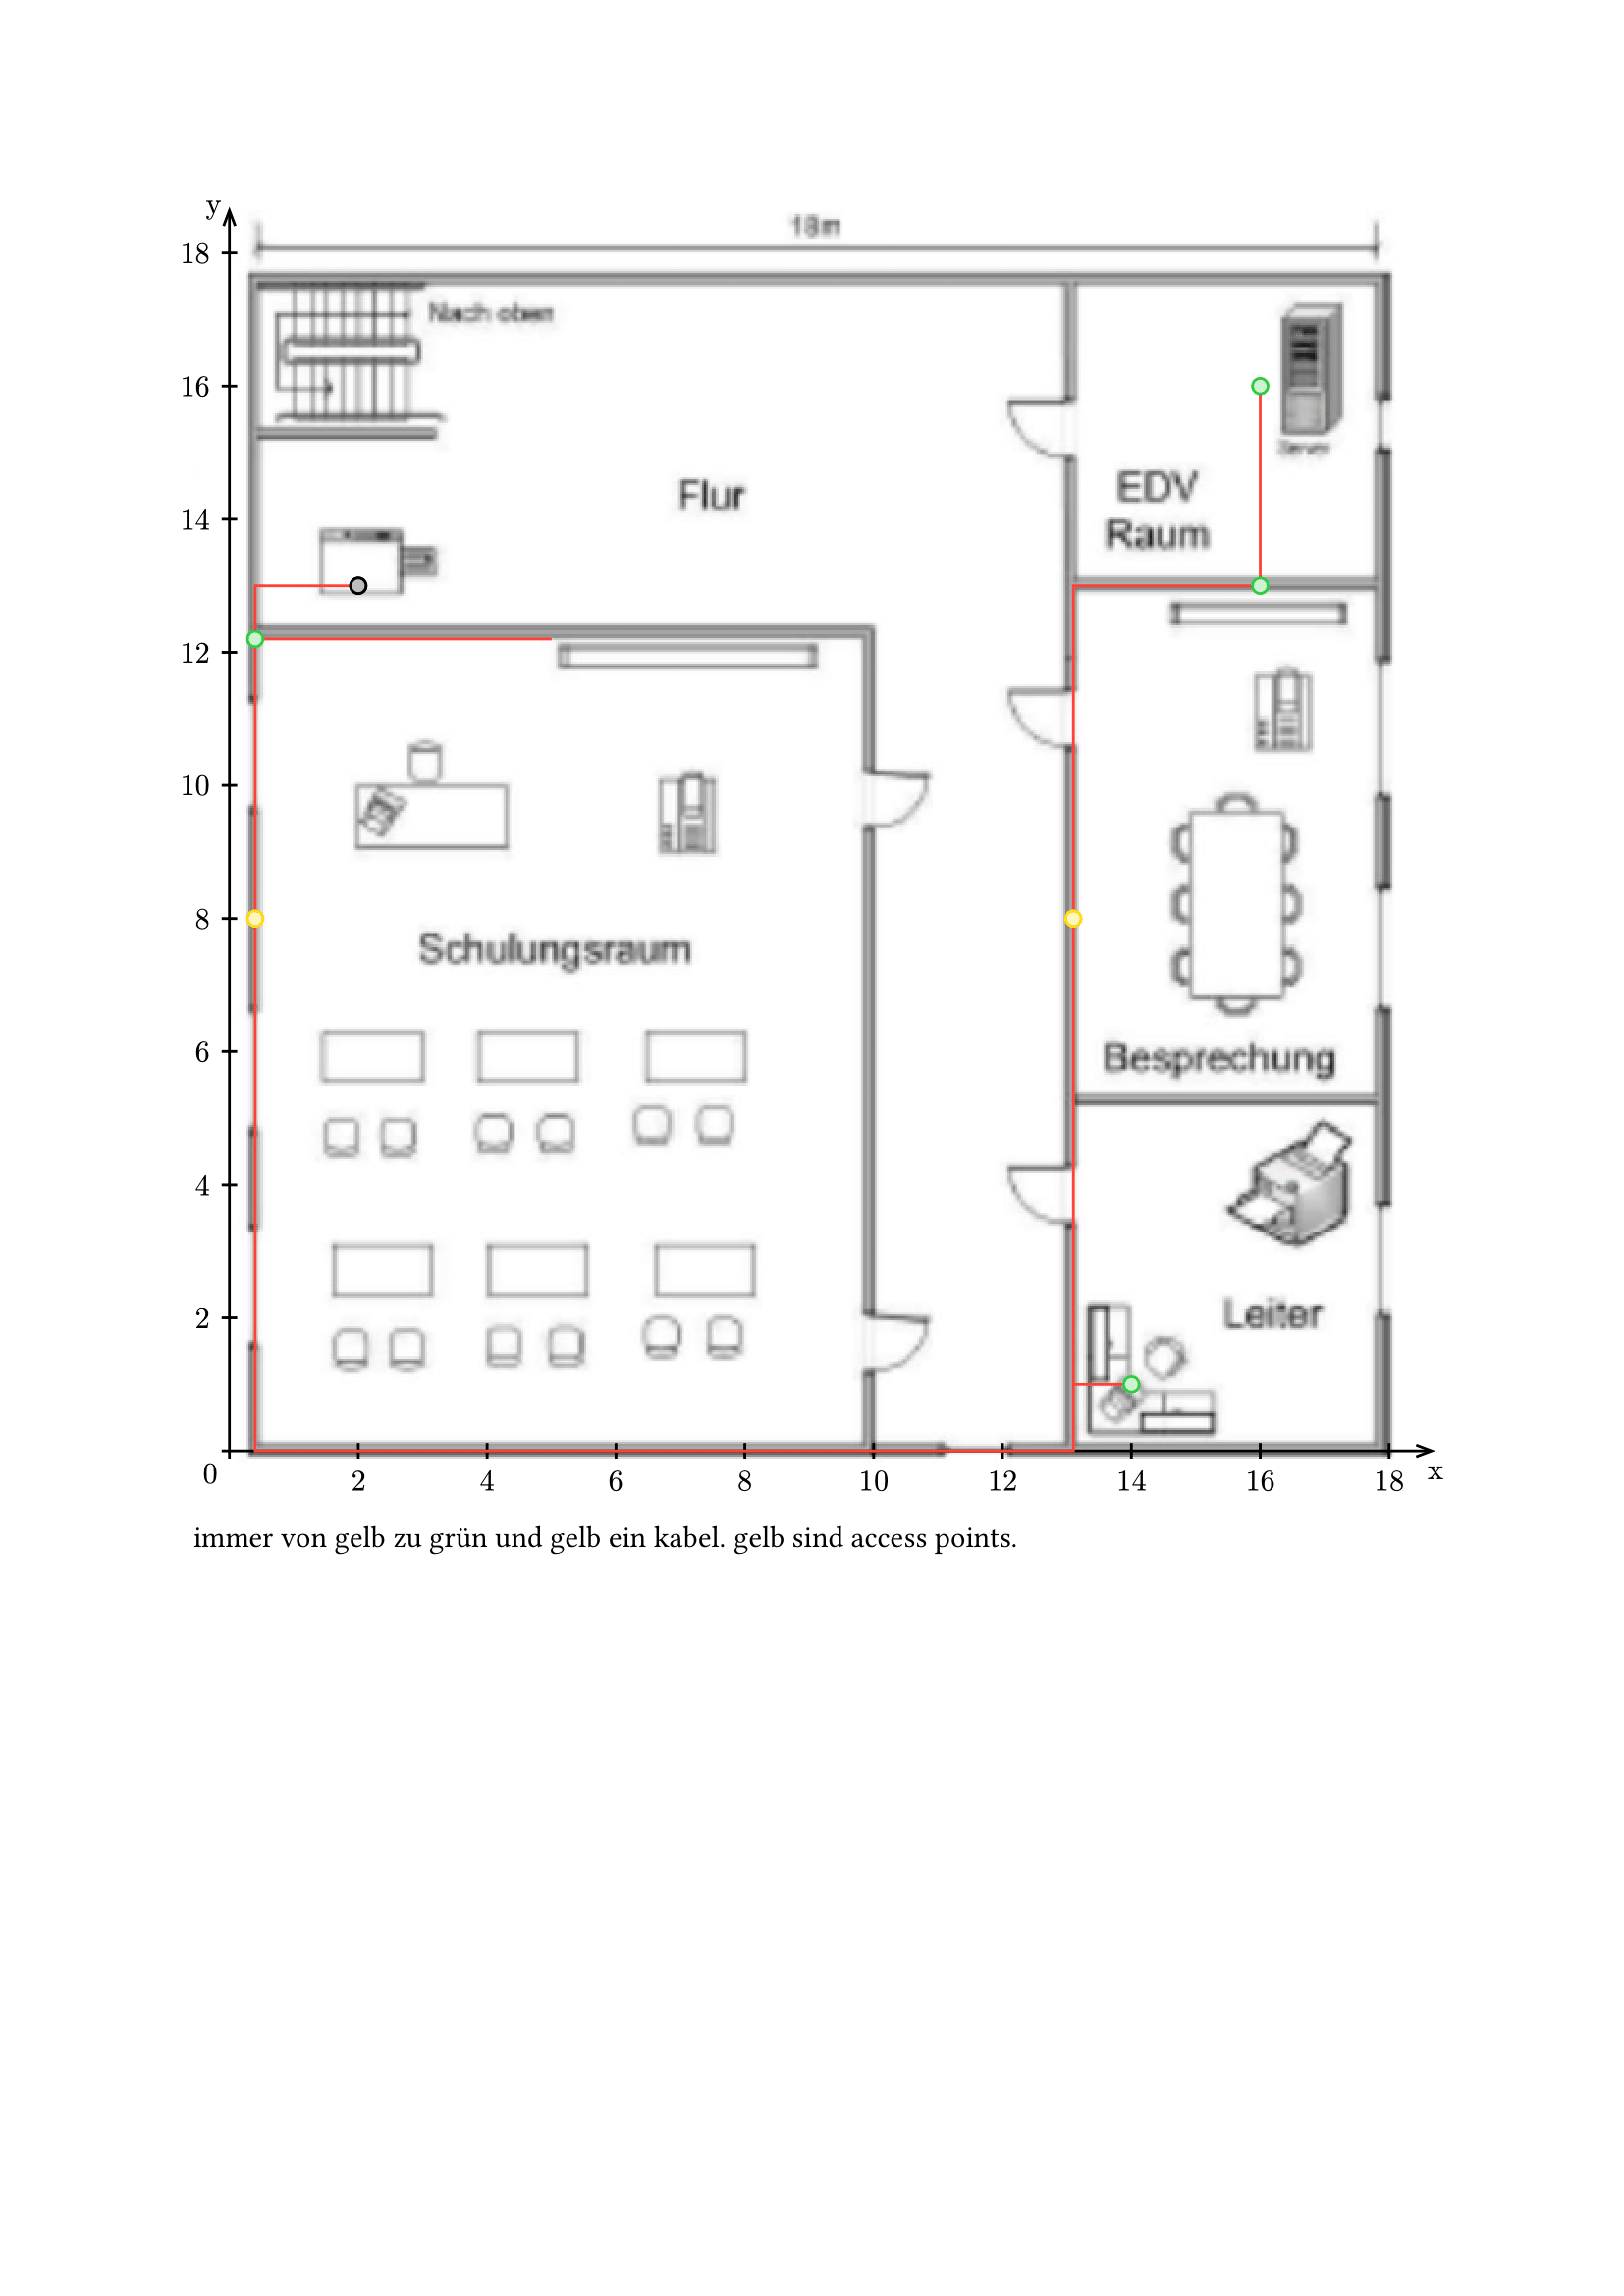 y
18m
18
Nach oben
16
Server
Flur
EDV
Raum
14
12
10
8
Schulungsraum
6
Besprechung
4
2
Leiter
0
2 4 6 8 10 12 14 16 18 x
immer von gelb zu grün und gelb ein kabel. gelb sind access points.